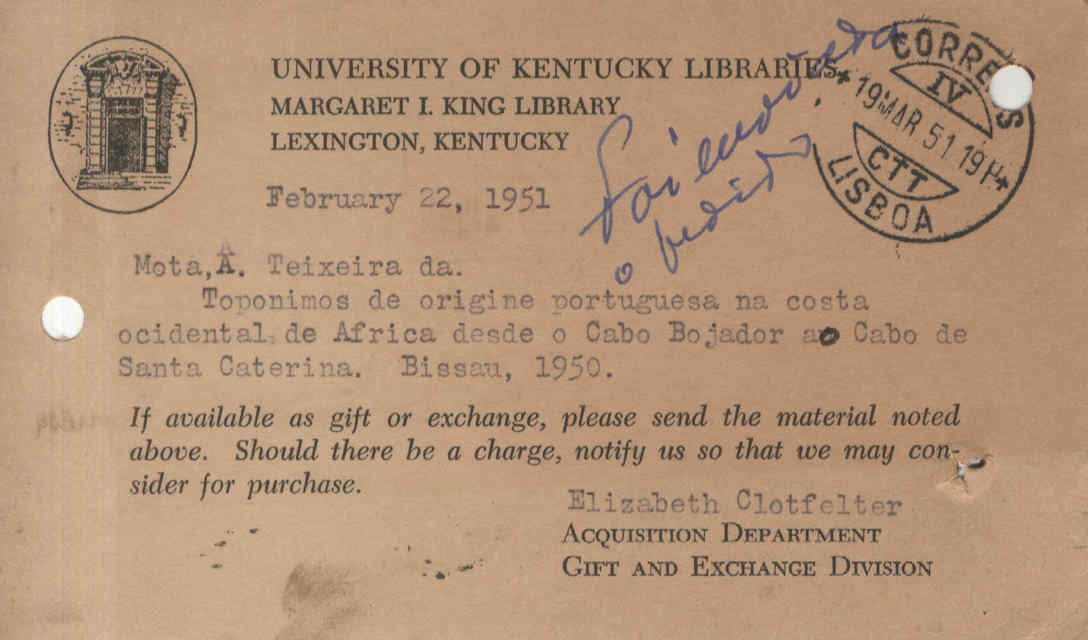 UNIVERSITY OF KENTUCKY LIBRARIES
MARGARET I. KING LIBRARY
LEXINGTON, KENTUCKY
CORREIOS
IV
19 MAR 51 19H
CTT
LISBOA
o pedido
February 22, 1951
Mota, A. Teixeira da.
Toponimos de origine portuguesa na costa
ocidental de Africa desde o Cabo Bojador ao Cabo de
Santa Caterina. Bissau, 1950.
If available as gift or exchange, please send the material noted
above. Should there be a charge, notify us so that we may con-
sider for purchase.
Elizabeth Clotfelter
ACQUISITION DEPARTMENT
GIFT AND EXCHANGE DIVISION